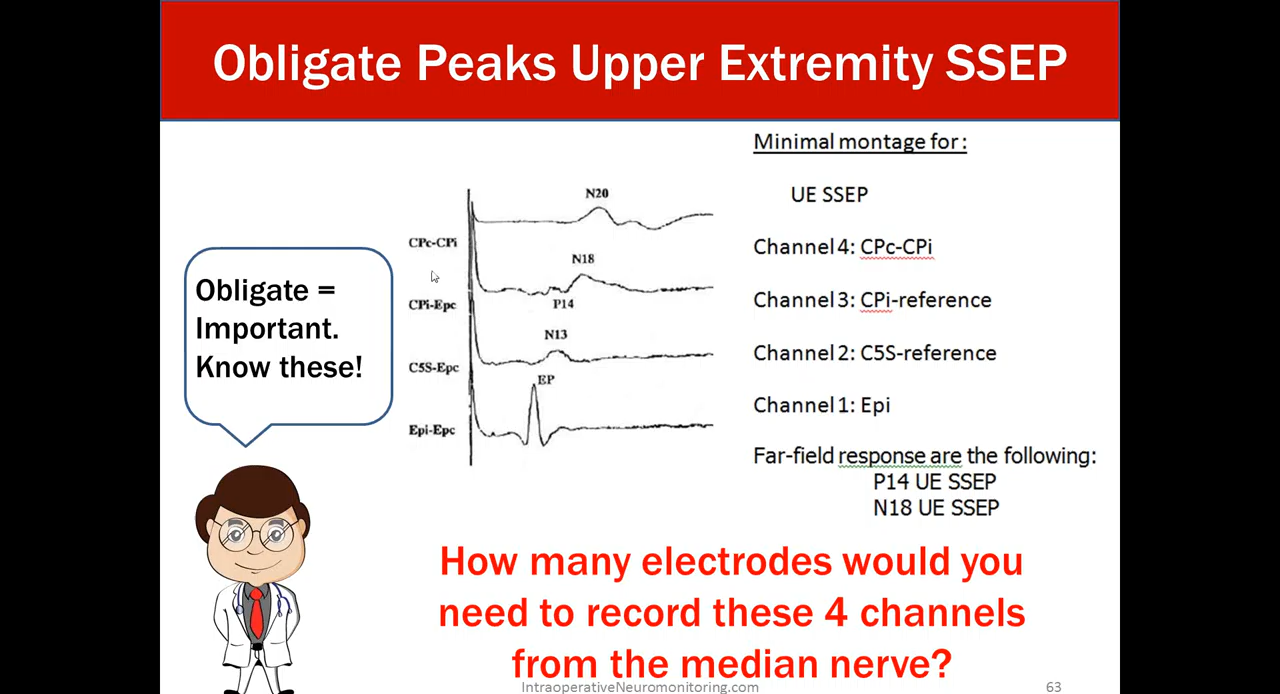 Obligate Peaks Upper Extremity SSEP
Obligate =
Important.
Know these!
N20
CPc-CPi
N18
CPi-Epc
P14
N13
C5S-Epc
EP
Epi-Epc
Minimal montage for :
UE SSEP
Channel 4: CPc-CPi
Channel 3: CPi-reference
Channel 2: C5S-reference
Channel 1: Epi
Far-field response are the following:
P14 UE SSEP
N18 UE SSEP
How many electrodes would you
need to record these 4 channels
from the median nerve?
IntraoperativeNeuromonitoring.com
63